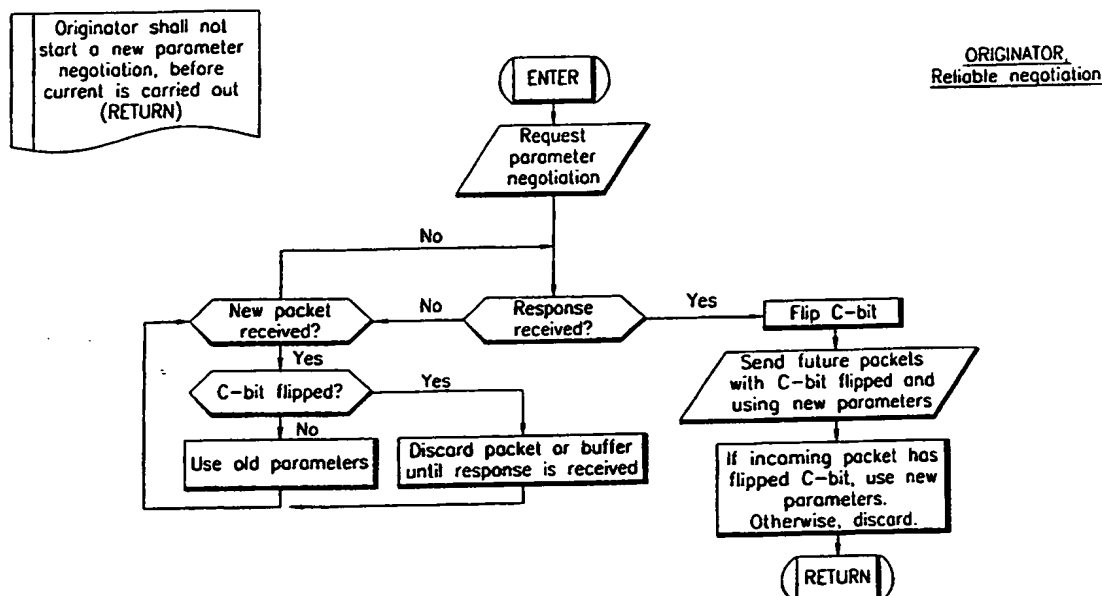 Originator shall not
start a new parameter
negotiation, before
current is carried out
(RETURN)
ORIGINATOR,
Reliable negotiation
ENTER
Request
parameter
negotiation
No
New packet
received?
No
Response
received?
Yes
Flip C-bit
Yes
C-bit flipped?
Yes
Send future packets
with C-bit flipped and
using new parameters
No
Use old parameters
Discard packet or buffer
until response is received
If incoming packet has
flipped C-bit, use new
parameters.
Otherwise, discard.
RETURN